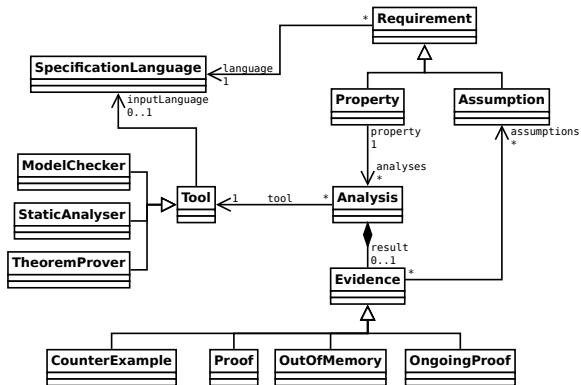 Requirement
*
SpecificationLanguage
language
1
inputLanguage
0..1
Property
Assumption
property
1
assumptions
*
analyses
*
ModelChecker
StaticAnalyser
TheoremProver
Tool
1
tool
*
Analysis
result
0..1
Evidence
*
CounterExample
Proof
OutOfMemory
OngoingProof